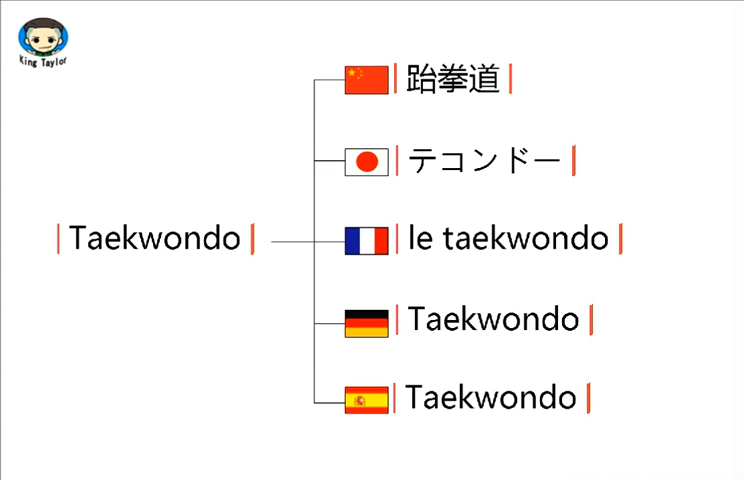 King Taylor
跆拳道
テコンドー
Taekwondo
le taekwondo
Taekwondo
Taekwondo